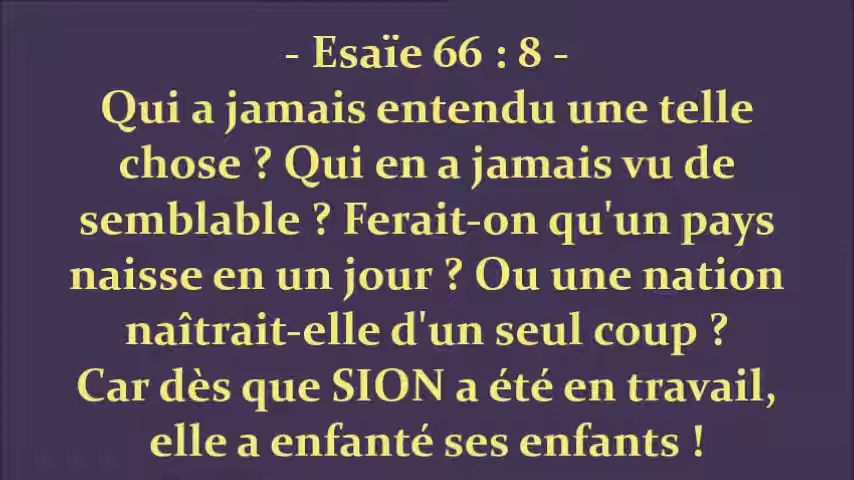 - Esaïe 66 : 8 -
Qui a jamais entendu une telle
chose ? Qui en a jamais vu de
semblable ? Ferait-on qu'un pays
naisse en un jour ? Ou une nation
naîtrait-elle d'un seul coup ?
Car dès que SION a été en travail,
elle a enfanté ses enfants !